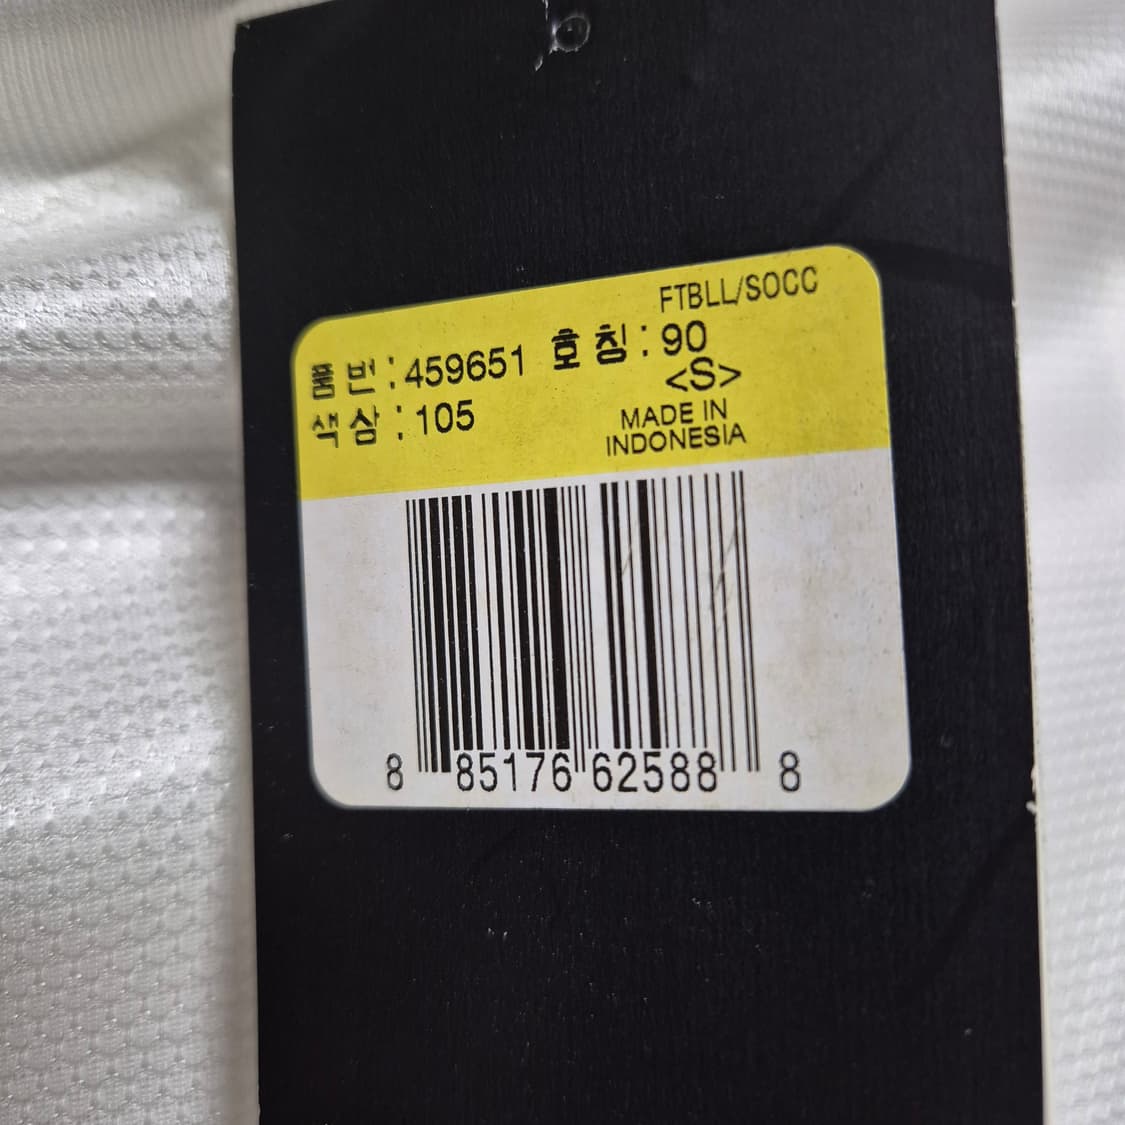 FTBLL/SOCC
품 번 : 459651 호 칭 : 90
<S>
색 삼 : 105
MADE IN
INDONESIA
8 85176 62588 8